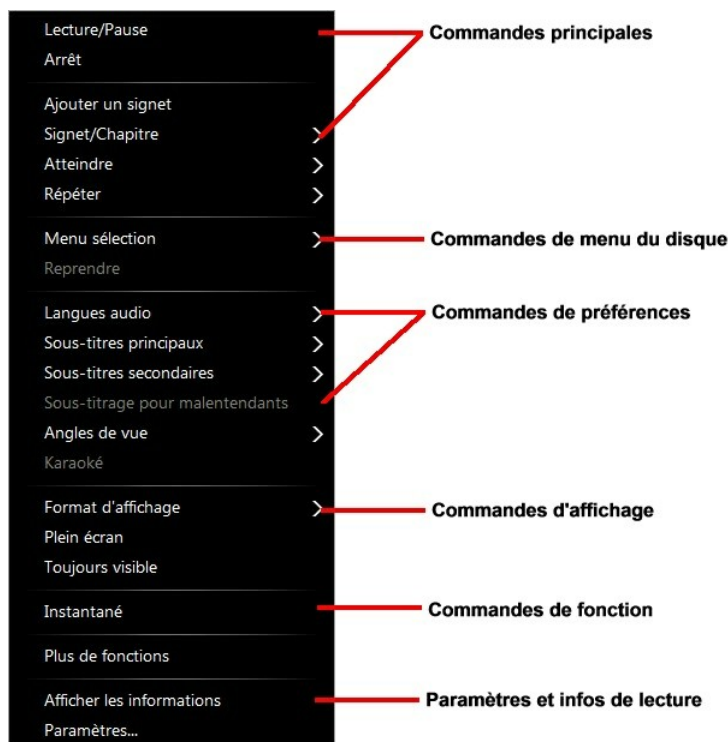 Lecture/Pause
Arrêt
Ajouter un signet
Signet/Chapitre
Atteindre
Répéter
Menu sélection
Reprendre
Langues audio
Sous-titres principaux
Sous-titres secondaires
Sous-titrage pour malentendants
Angles de vue
Karaoké
Format d'affichage
Plein écran
Toujours visible
Instantané
Plus de fonctions
Afficher les informations
Paramètres...
Commandes principales
Commandes de menu du disque
Commandes de préférences
Commandes d'affichage
Commandes de fonction
Paramètres et infos de lecture